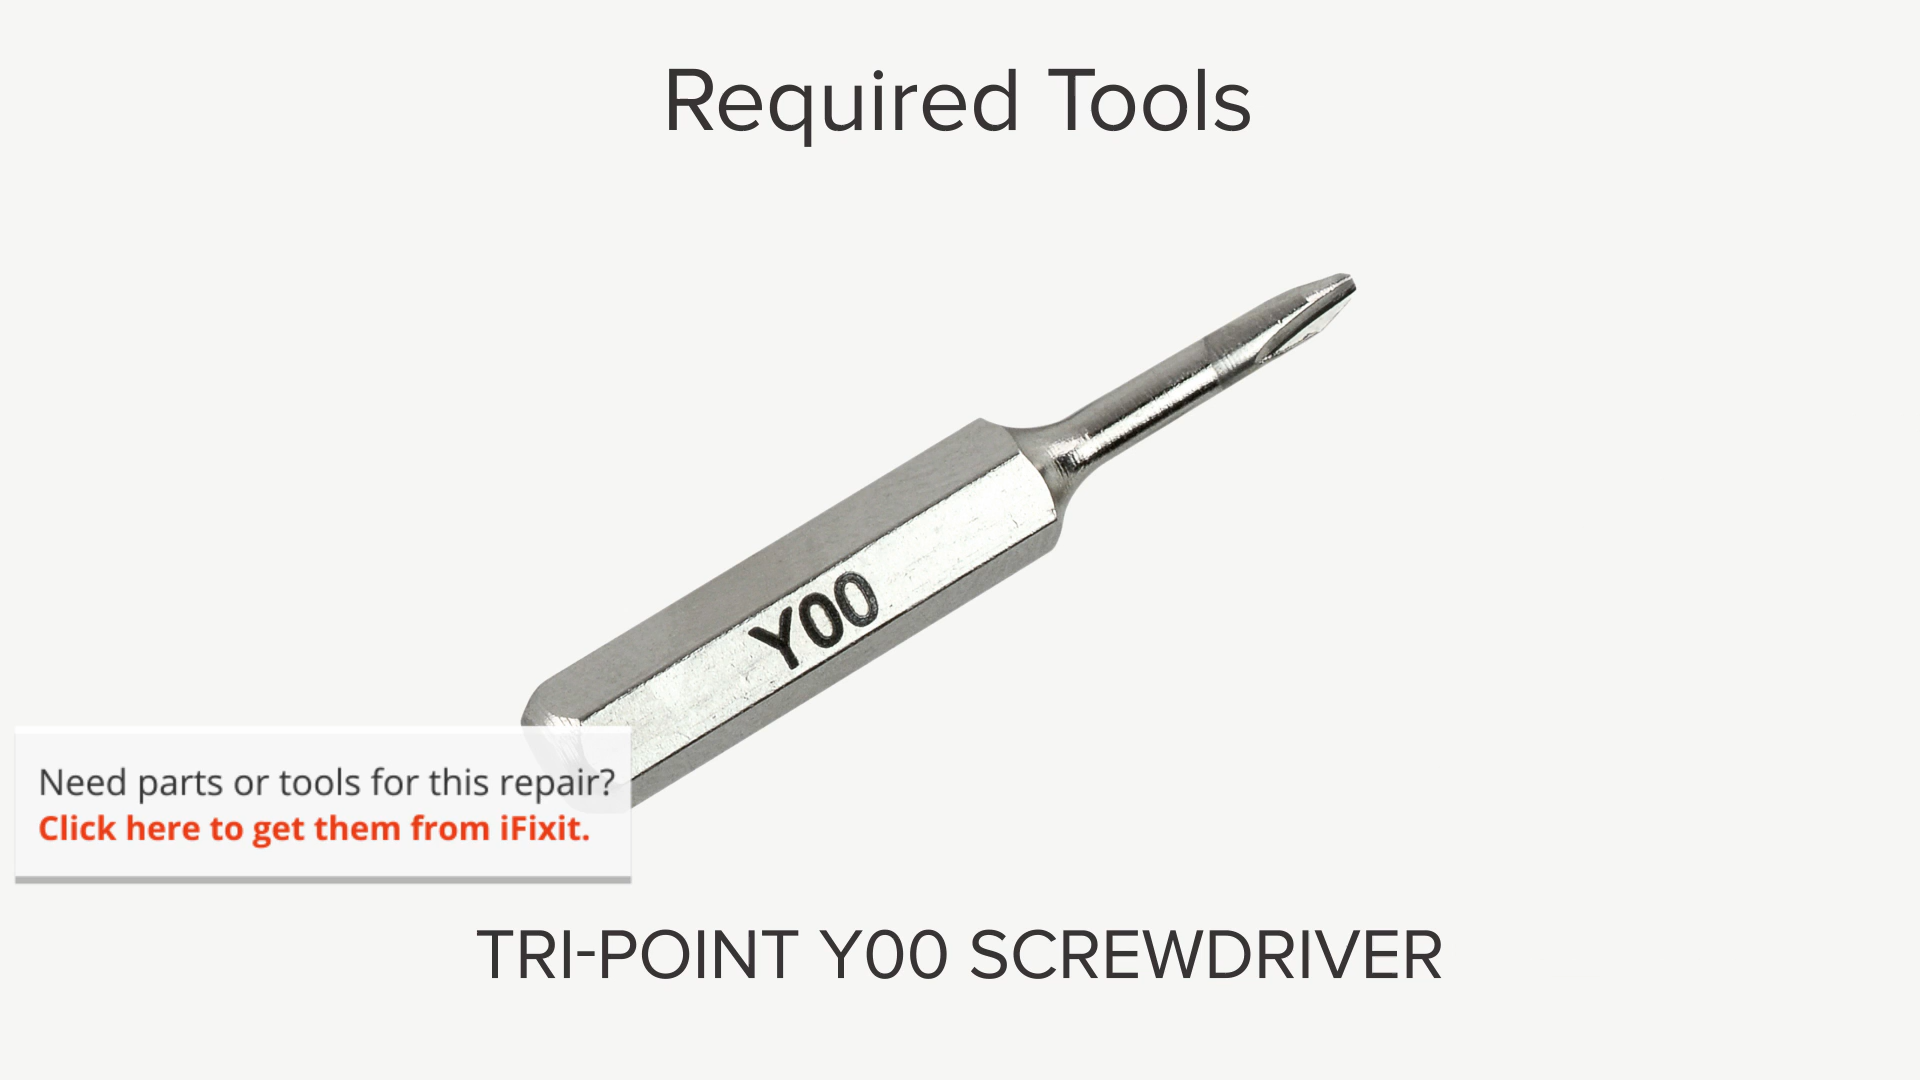 Required Tools
Y00
Need parts or tools for this repair?
Click here to get them from iFixit.
TRI-POINT Y00 SCREWDRIVER